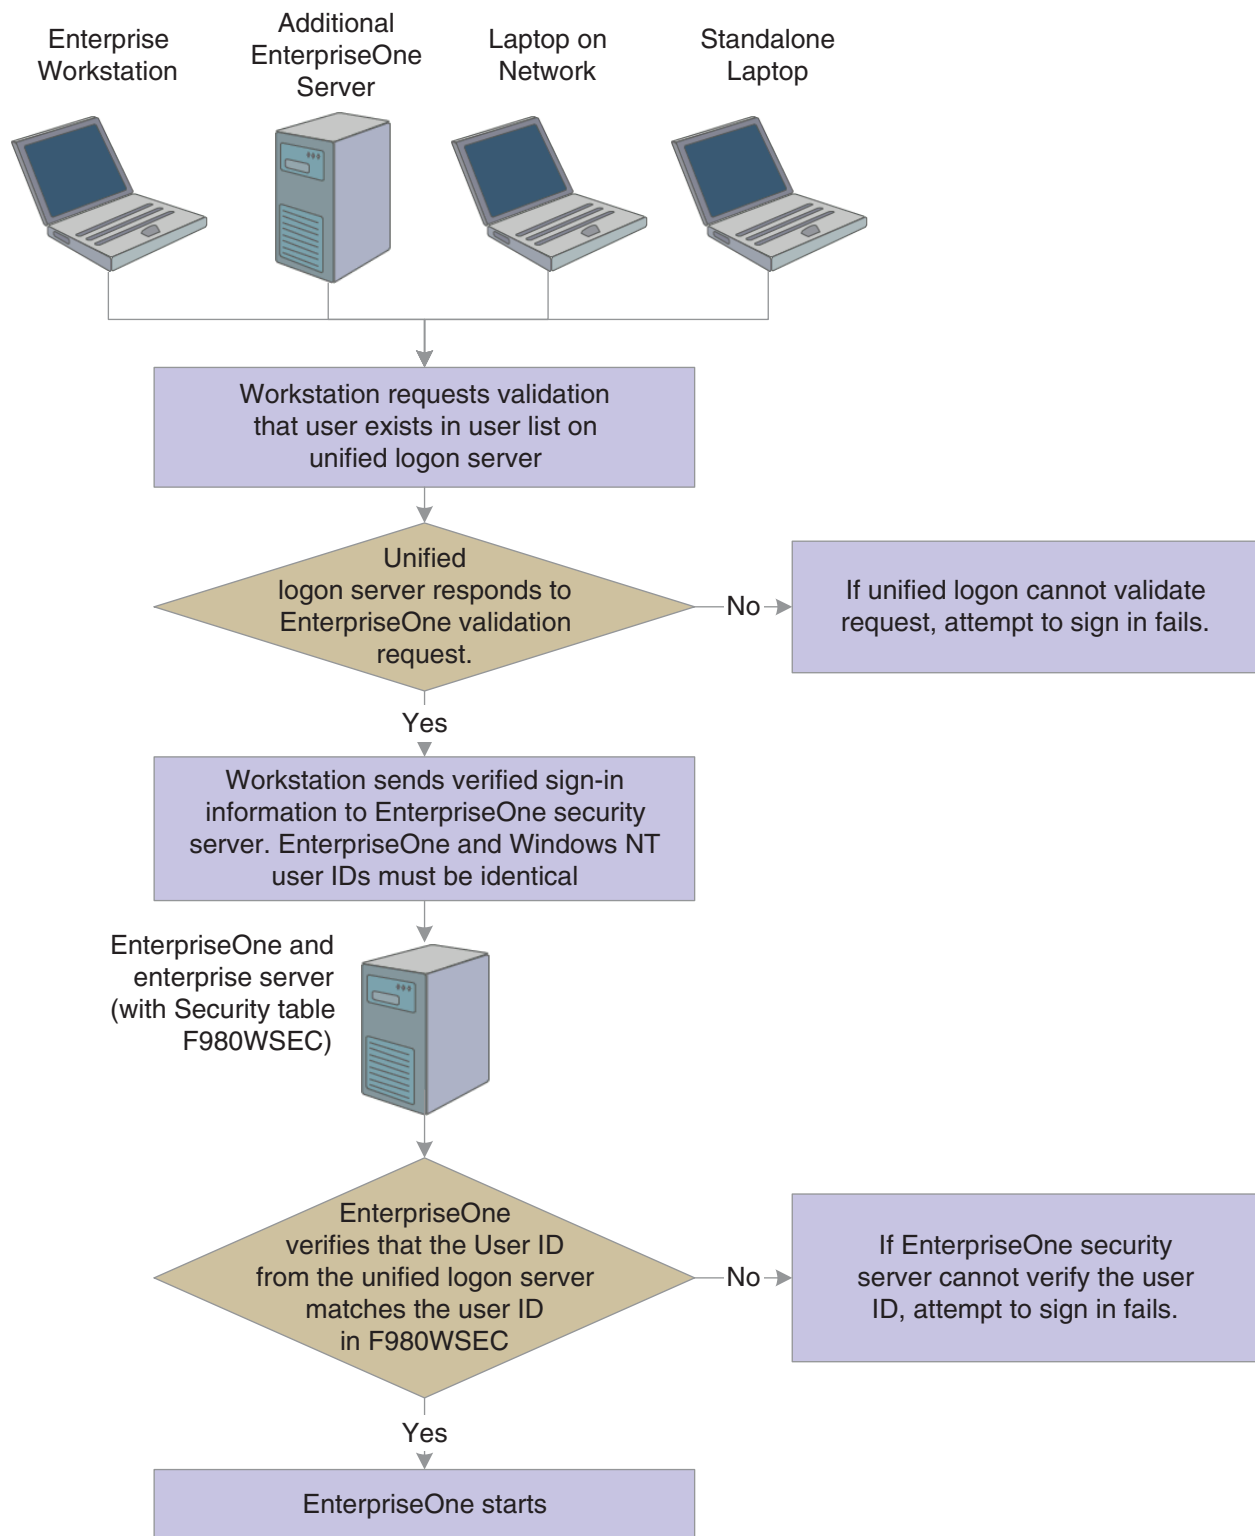 Enterprise
Workstation
Additional
EnterpriseOne
Server
Laptop on
Network
Standalone
Laptop
Workstation requests validation
that user exists in user list on
unified logon server
Unified
logon server responds to
EnterpriseOne validation
request.
No
If unified logon cannot validate
request, attempt to sign in fails.
Yes
Workstation sends verified sign-in
information to EnterpriseOne security
server. EnterpriseOne and Windows NT
user IDs must be identical
EnterpriseOne and
enterprise server
(with Security table
F980WSEC)
EnterpriseOne
verifies that the User ID
from the unified logon server
matches the user ID
in F980WSEC
No
If EnterpriseOne security
server cannot verify the user
ID, attempt to sign in fails.
Yes
EnterpriseOne starts